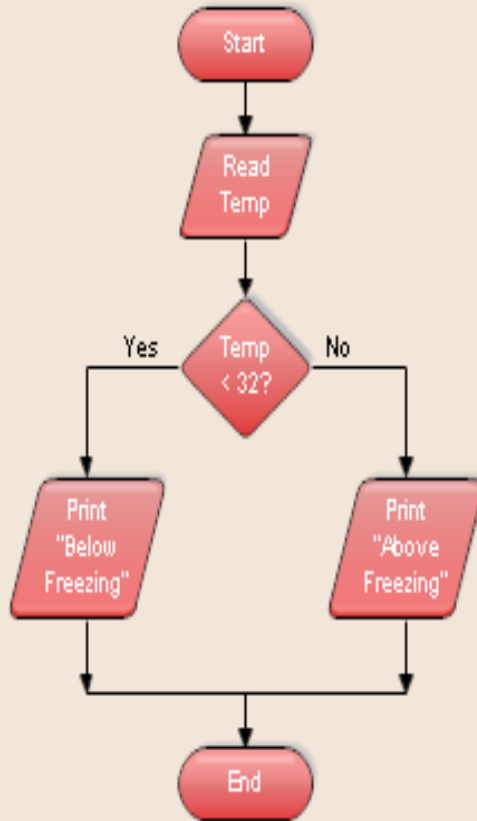 Start
Read
Temp
Temp
< 32?
Yes
No
Print
"Below
Freezing"
Print
"Above
Freezing"
End